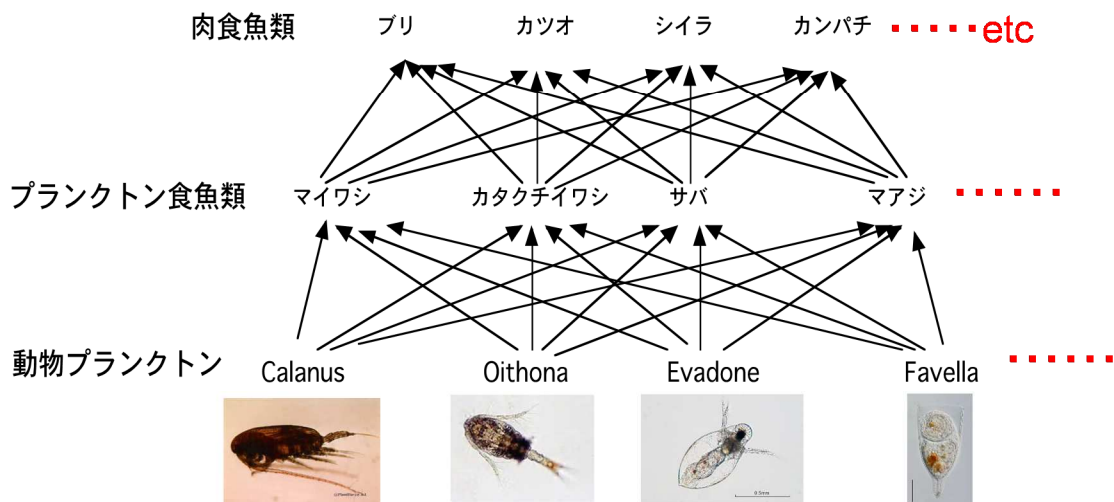 肉食魚類 ブリ カツオ シイラ カンパチ ・・・・・etc
プランクトン食魚類 マイワシ カタクチイワシ サバ マアジ ・・・・・・
動物プランクトン Calanus Oithona Evadone Favella ・・・・・・
0.5mm